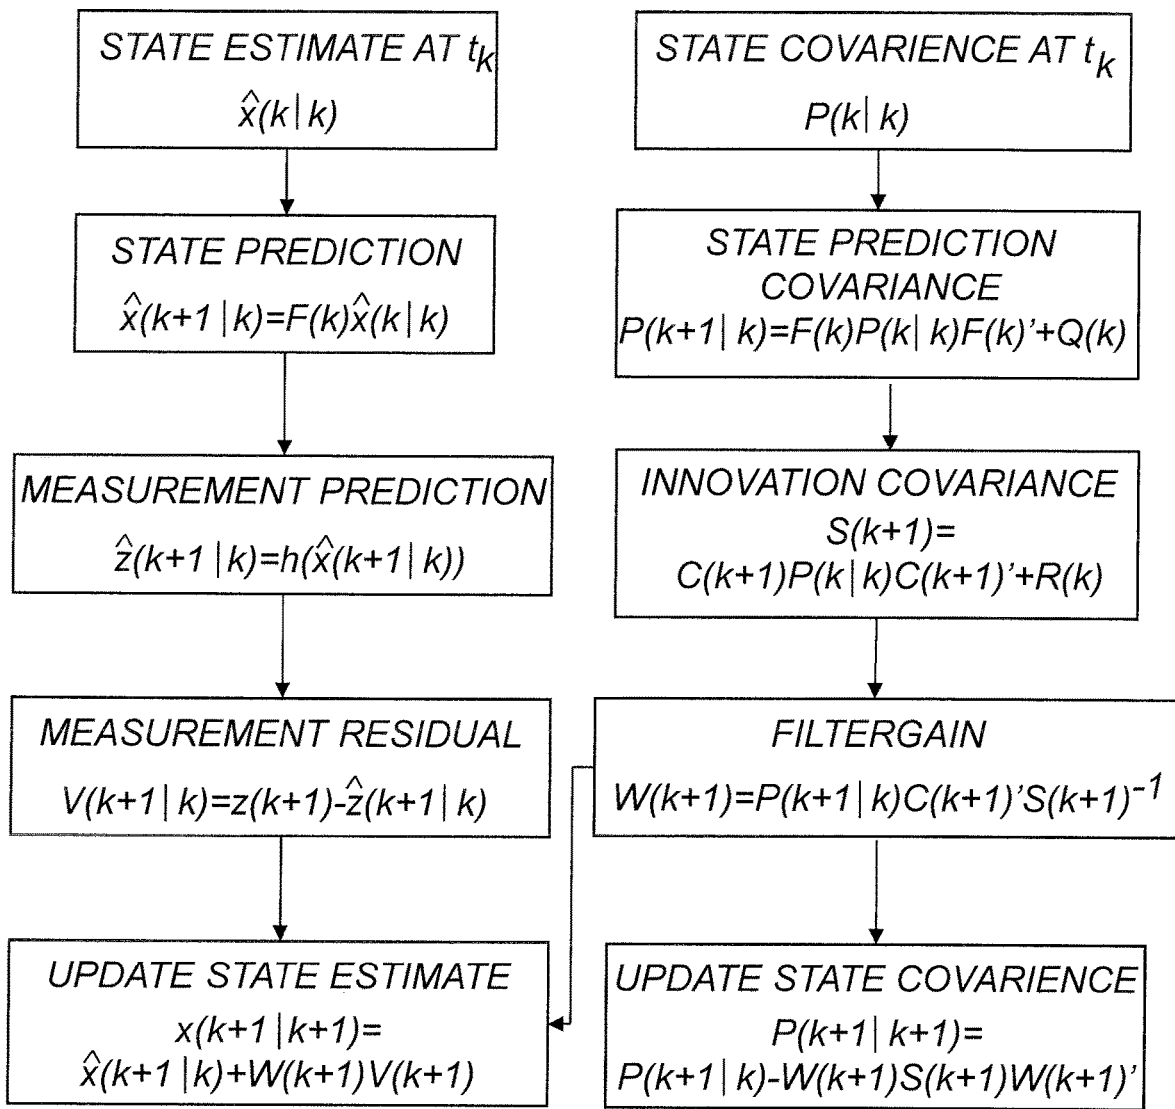 STATE ESTIMATE AT tk
x̂(k|k)
STATE PREDICTION
x̂(k+1|k)=F(k)x̂(k|k)
MEASUREMENT PREDICTION
ẑ(k+1|k)=h(x̂(k+1|k))
MEASUREMENT RESIDUAL
V(k+1|k)=z(k+1)-ẑ(k+1|k)
UPDATE STATE ESTIMATE
x(k+1|k+1)=
x̂(k+1|k)+W(k+1)V(k+1)
STATE COVARIENCE AT tk
P(k|k)
STATE PREDICTION
COVARIANCE
P(k+1|k)=F(k)P(k|k)F(k)'+Q(k)
INNOVATION COVARIANCE
S(k+1)=
C(k+1)P(k|k)C(k+1)'+R(k)
FILTERGAIN
W(k+1)=P(k+1|k)C(k+1)'S(k+1)⁻¹
UPDATE STATE COVARIENCE
P(k+1|k+1)=
P(k+1|k)-W(k+1)S(k+1)W(k+1)'